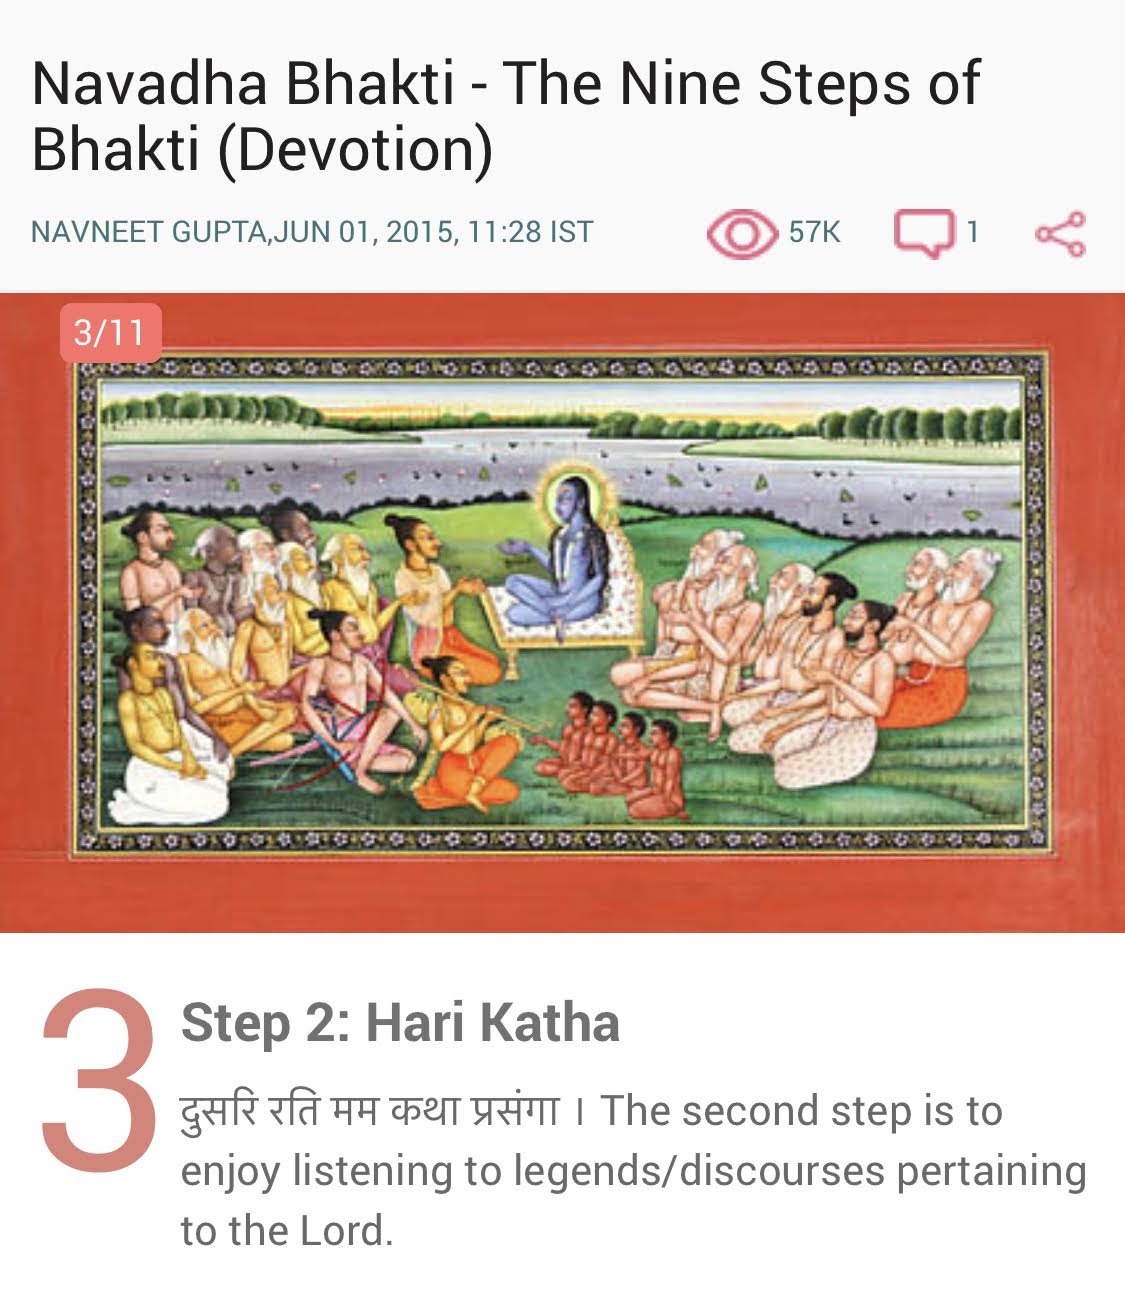 Navadha Bhakti - The Nine Steps of
Bhakti (Devotion)
NAVNEET GUPTA,JUN 01, 2015, 11:28 IST
57K
1
3/11
3
Step 2: Hari Katha
दुसरि रति मम कथा प्रसंगा । The second step is to
enjoy listening to legends/discourses pertaining
to the Lord.